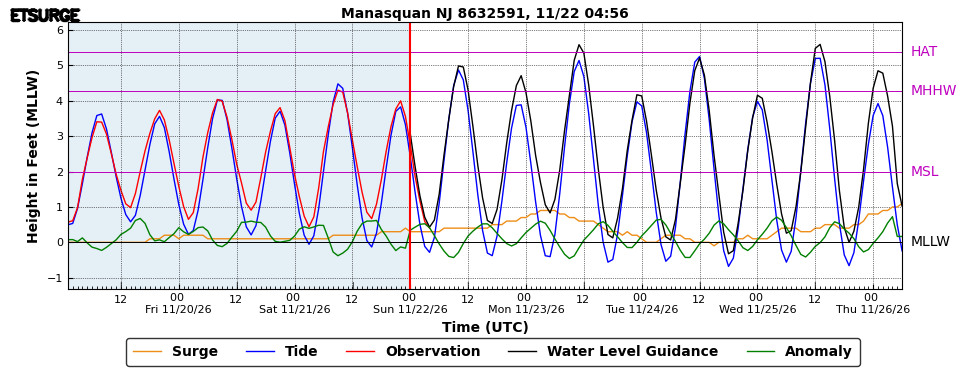 ETSURGE
Manasquan NJ 8632591, 11/22 04:56
Height in Feet (MLLW)
6
5
4
3
2
1
0
−1
HAT
MHHW
MSL
MLLW
12 00 12 00 12 00 12 00 12 00 12 00 12 00
Fri 11/20/26 Sat 11/21/26 Sun 11/22/26 Mon 11/23/26 Tue 11/24/26 Wed 11/25/26 Thu 11/26/26
Time (UTC)
Surge Tide Observation Water Level Guidance Anomaly